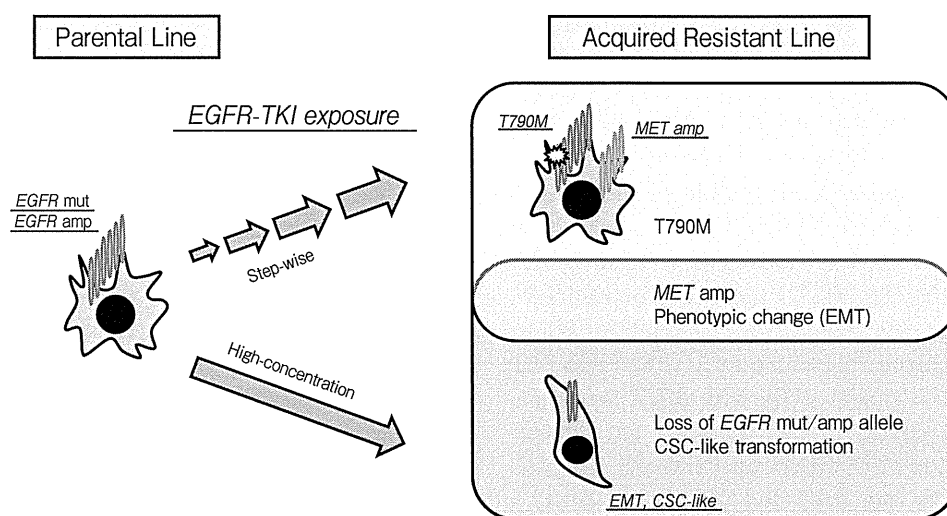 Parental Line
Acquired Resistant Line
EGFR-TKI exposure
EGFR mut
EGFR amp
Step-wise
High-concentration
T790M
MET amp
T790M
MET amp
Phenotypic change (EMT)
Loss of EGFR mut/amp allele
CSC-like transformation
EMT, CSC-like